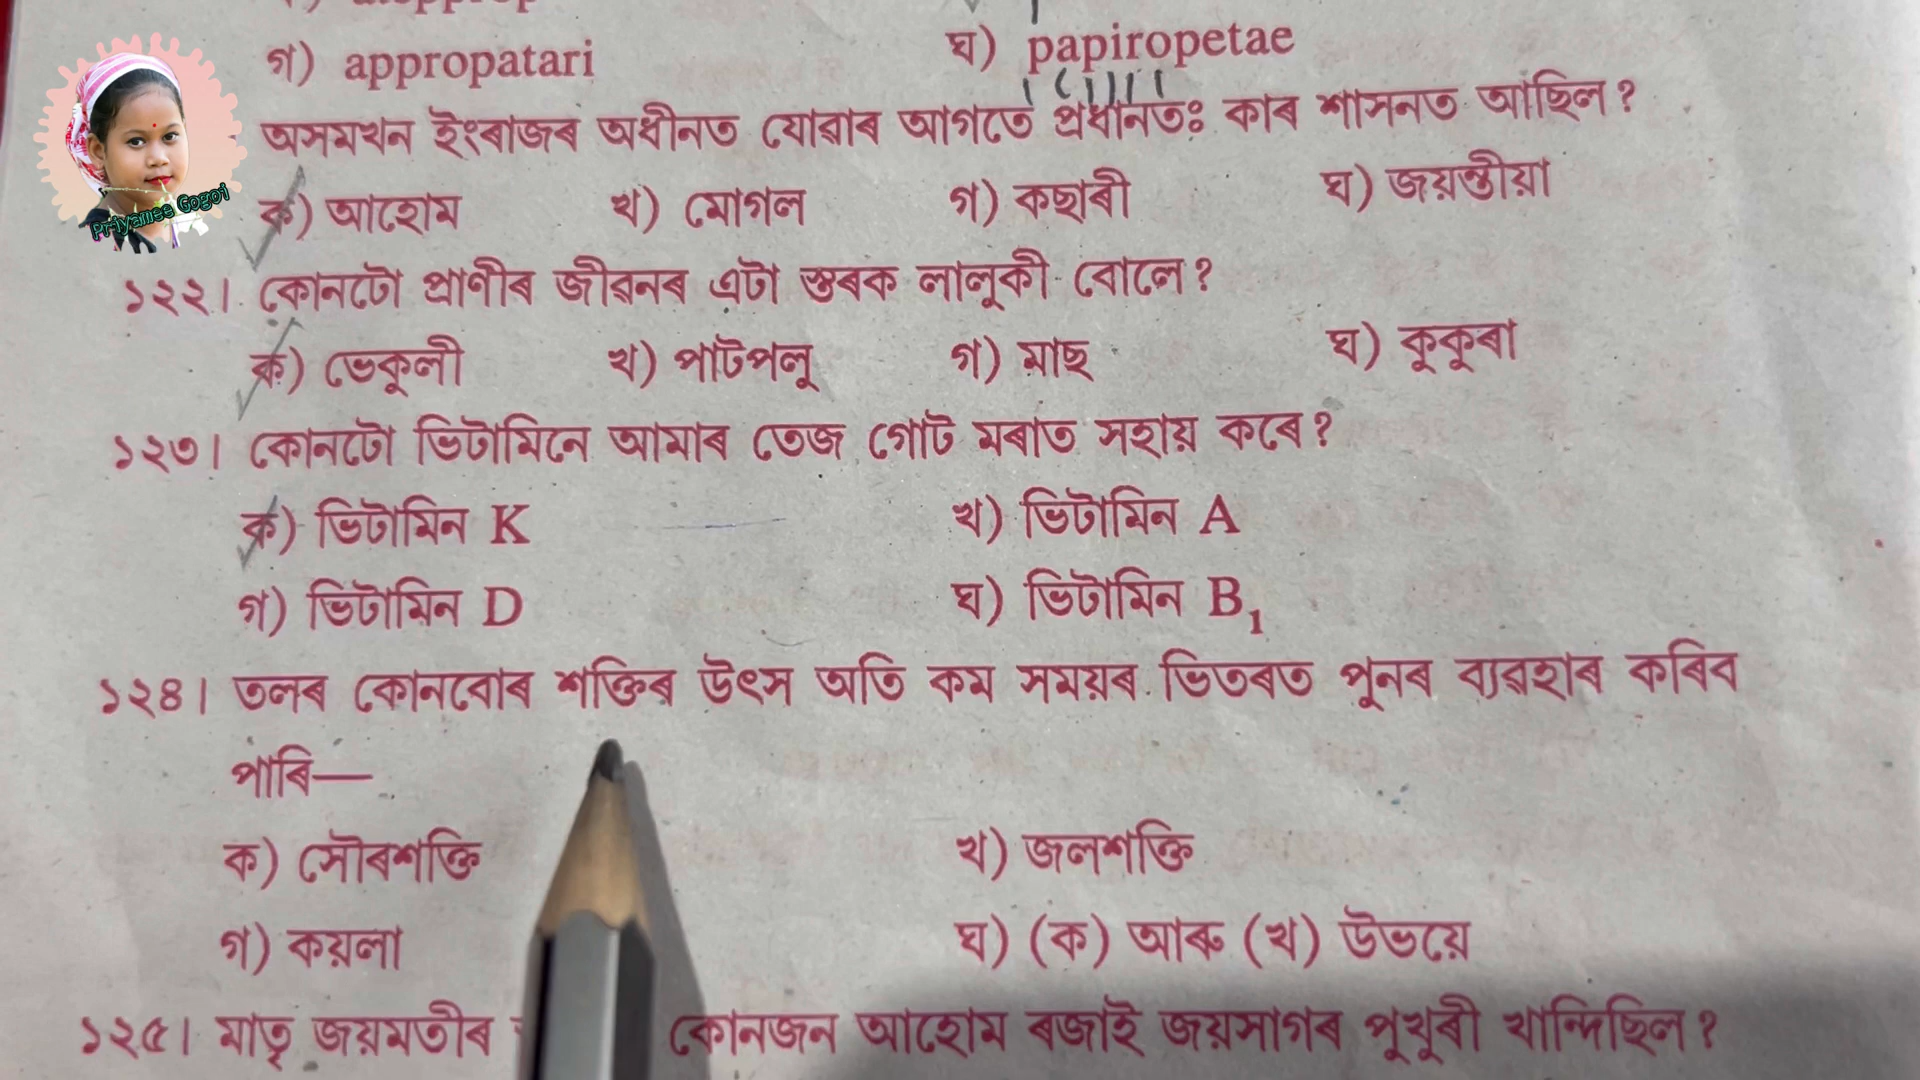 গ) appropatari ঘ) papiropetae
অসমখন ইংৰাজৰ অধীনত যোৱাৰ আগতে প্ৰধানতঃ কাৰ শাসনত আছিল?
ক) আহোম খ) মোগল গ) কছাৰী ঘ) জয়ন্তীয়া
Priyamee Gogoi
১২২। কোনটো প্ৰাণীৰ জীৱনৰ এটা স্তৰক লালুকী বোলে?
ক) ভেকুলী খ) পাটপলু গ) মাছ ঘ) কুকুৰা
১২৩। কোনটো ভিটামিনে আমাৰ তেজ গোট মৰাত সহায় কৰে?
ক) ভিটামিন K খ) ভিটামিন A
গ) ভিটামিন D ঘ) ভিটামিন B₁
১২৪। তলৰ কোনবোৰ শক্তিৰ উৎস অতি কম সময়ৰ ভিতৰত পুনৰ ব্যৱহাৰ কৰিব
পাৰি—
ক) সৌৰশক্তি খ) জলশক্তি
গ) কয়লা ঘ) (ক) আৰু (খ) উভয়ে
১২৫। মাতৃ জয়মতীৰ কোনজন আহোম ৰজাই জয়সাগৰ পুখুৰী খান্দিছিল?